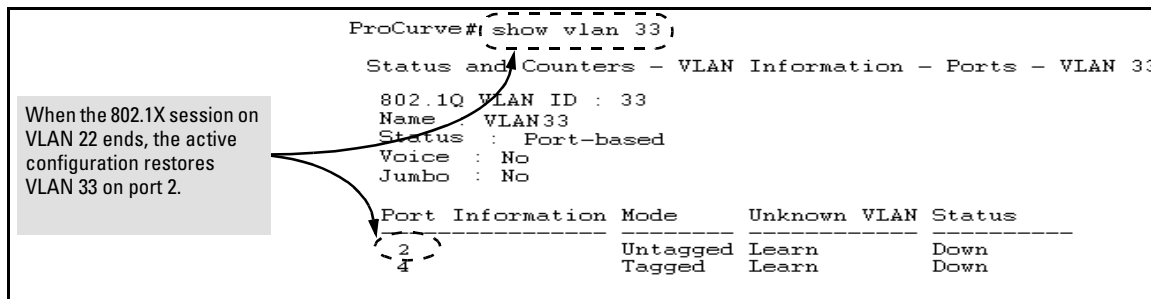 ProCurve# show vlan 33
Status and Counters – VLAN Information – Ports – VLAN 33
When the 802.1X session on
VLAN 22 ends, the active
configuration restores
VLAN 33 on port 2.
802.1Q VLAN ID : 33
Name : VLAN33
Status : Port-based
Voice : No
Jumbo : No
Port Information Mode Unknown VLAN Status
---------------- -------- ------------ ----------
2 Untagged Learn Down
4 Tagged Learn Down